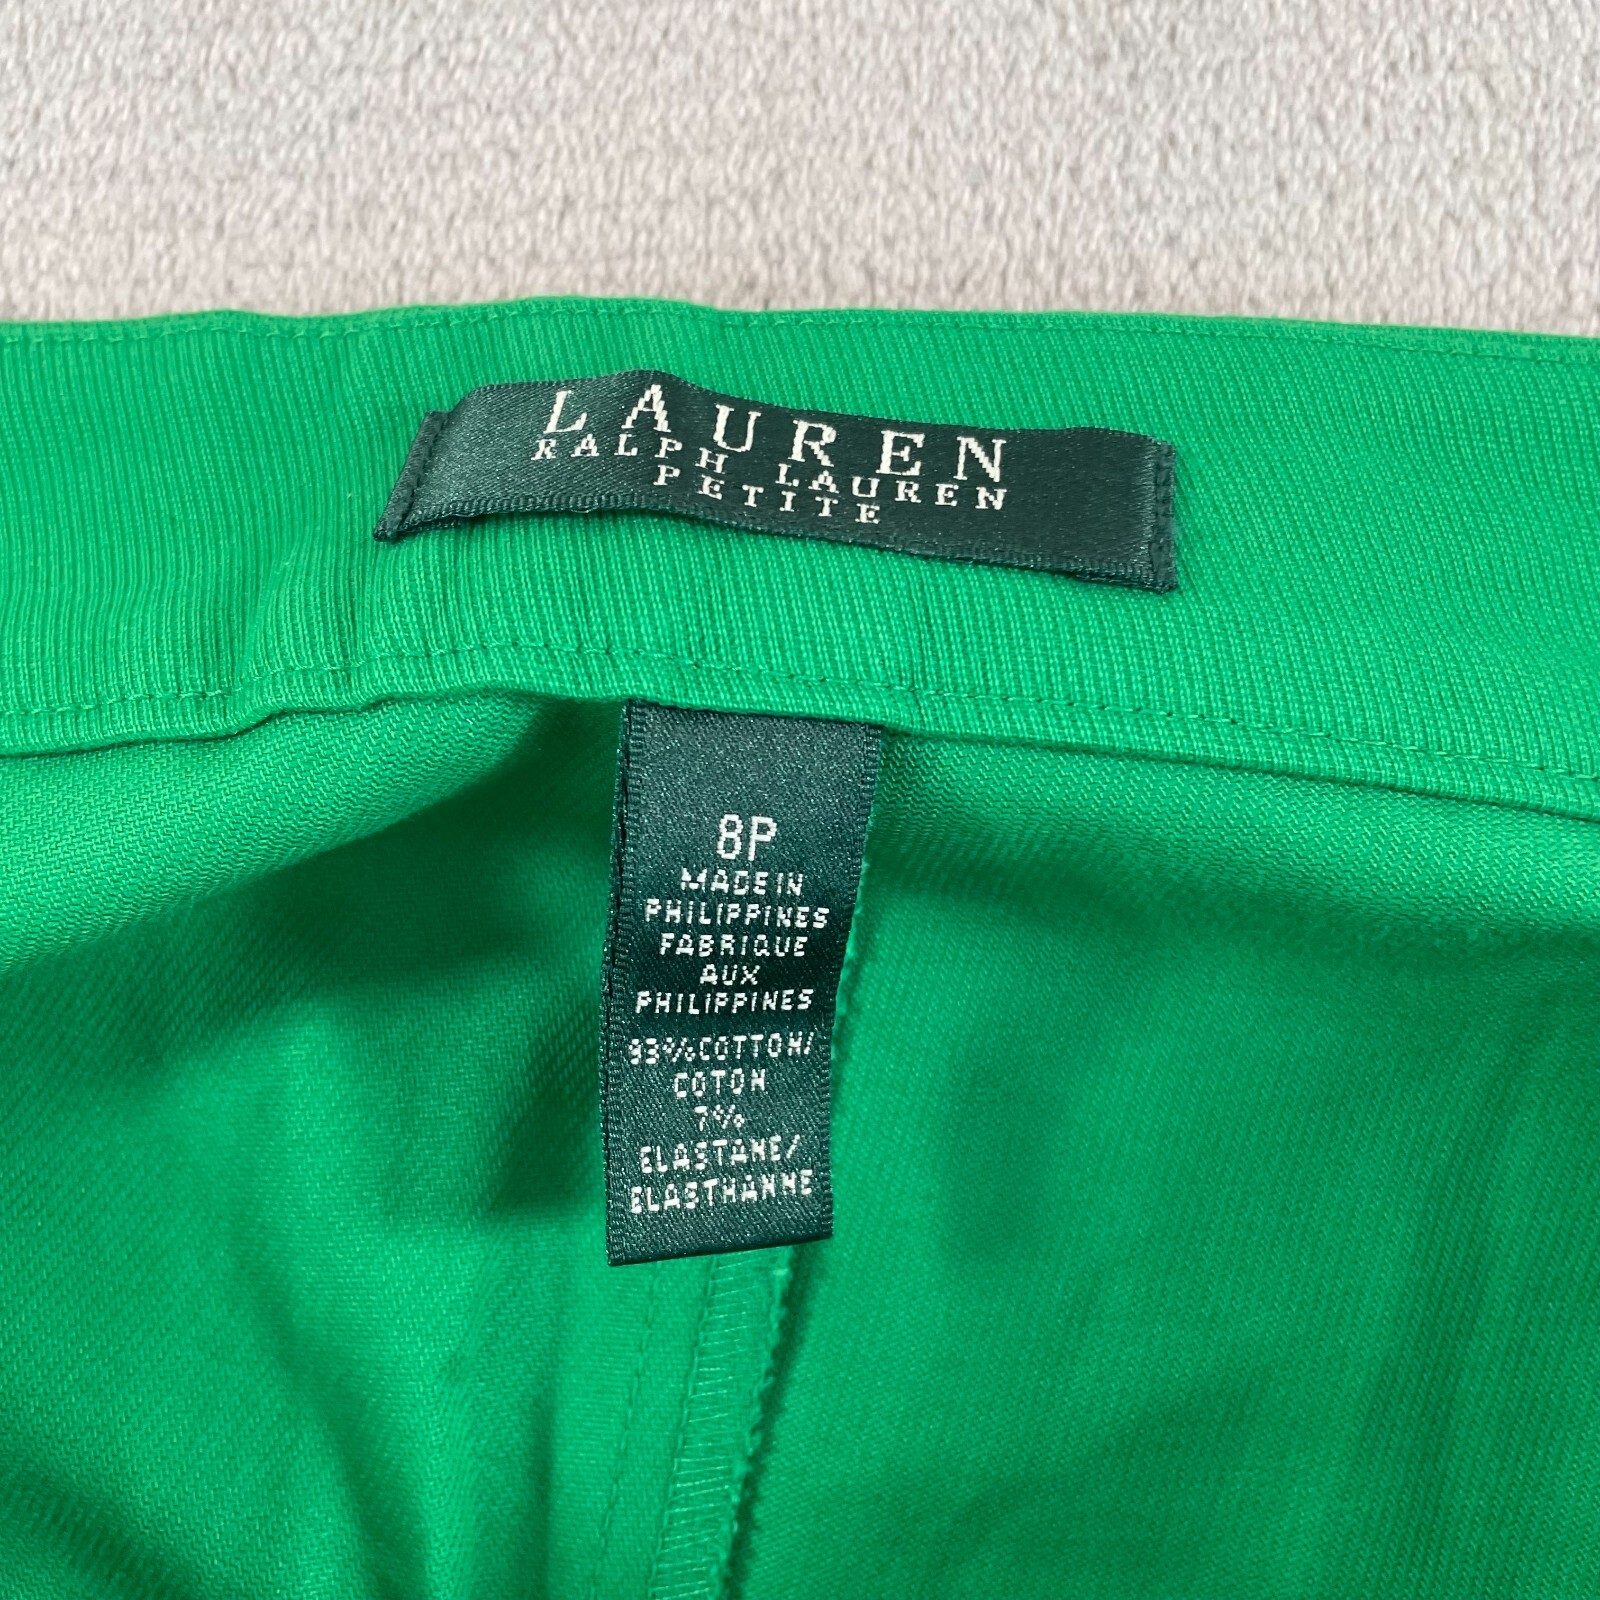 LAUREN
RALPH LAUREN
PETITE
8P
MADE IN
PHILIPPINES
FABRIQUE
AUX
PHILIPPINES
93% COTTON/
COTON
7%
ELASTANE/
ELASTHANNE